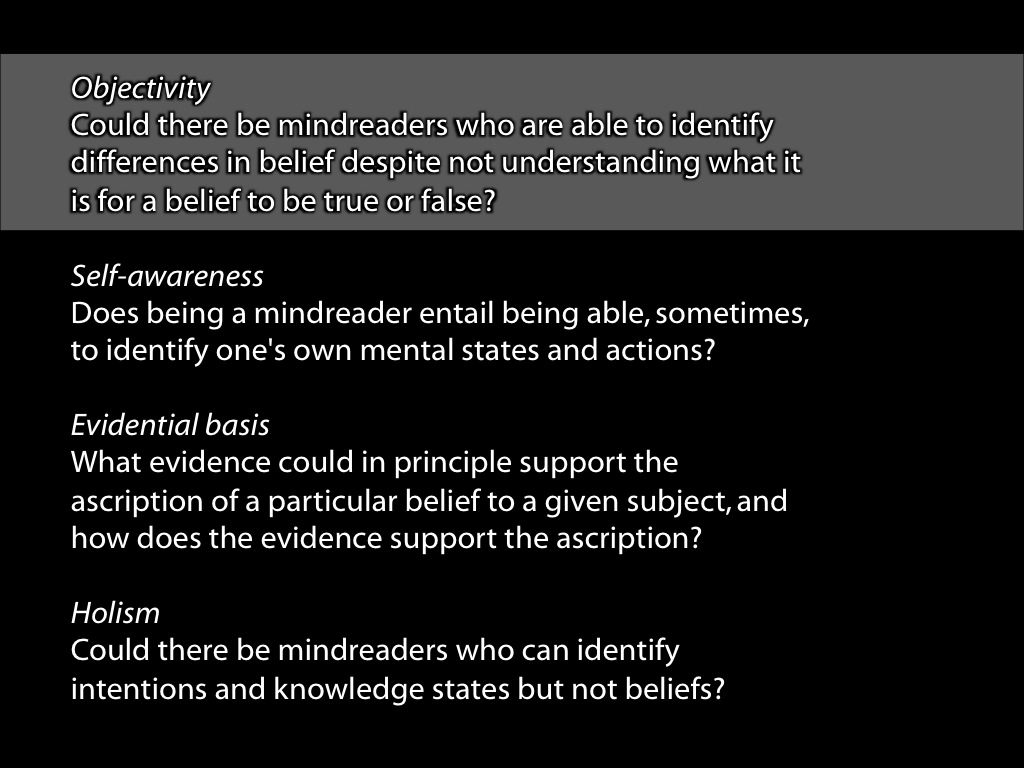 Objectivity
Could there be mindreaders who are able to identify
differences in belief despite not understanding what it
is for a belief to be true or false?
Self-awareness
Does being a mindreader entail being able, sometimes,
to identify one's own mental states and actions?
Evidential basis
What evidence could in principle support the
ascription of a particular belief to a given subject, and
how does the evidence support the ascription?
Holism
Could there be mindreaders who can identify
intentions and knowledge states but not beliefs?